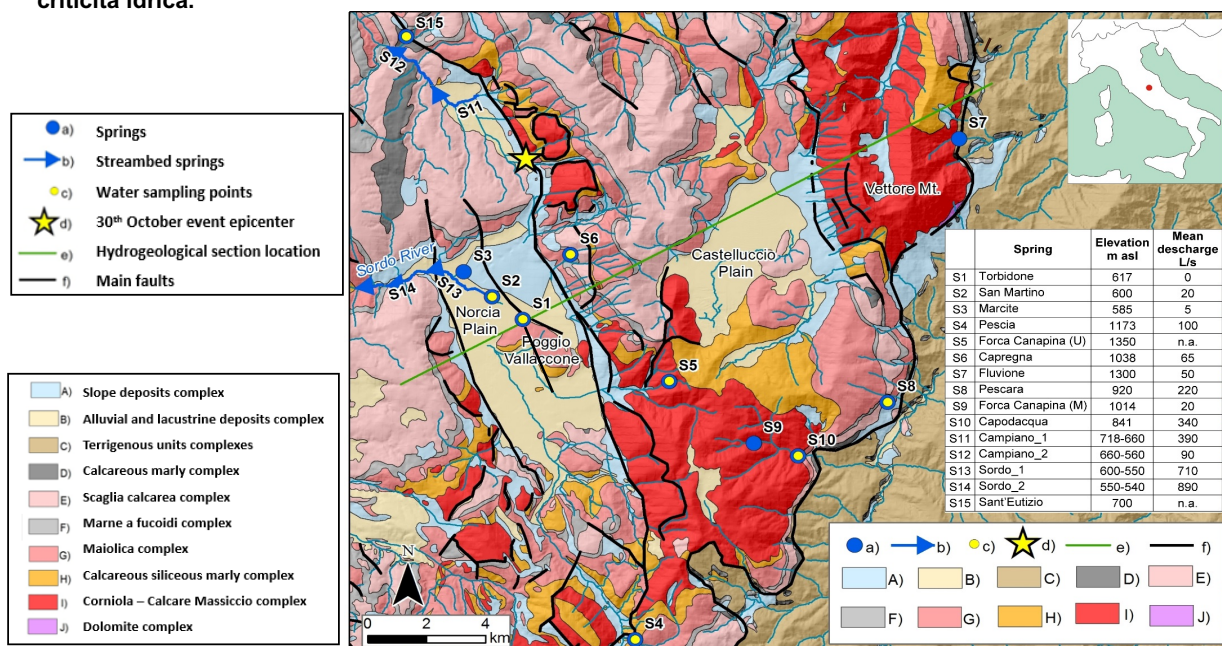 criticità idrica.
a) Springs
b) Streambed springs
c) Water sampling points
d) 30th October event epicenter
e) Hydrogeological section location
f) Main faults
A) Slope deposits complex
B) Alluvial and lacustrine deposits complex
C) Terrigenous units complexes
D) Calcareous marly complex
E) Scaglia calcarea complex
F) Marne a fucoidi complex
G) Maiolica complex
H) Calcareous siliceous marly complex
I) Corniola – Calcare Massiccio complex
J) Dolomite complex
S15
S12
S11
S7
Vettore Mt.
S6
Castelluccio
Plain
Sordo River
S3
S14
S13
S2
S1
Norcia
Plain
Poggio
Vallaccone
S5
S8
S9
S10
S4
N
0 2 4
km
Spring Elevation m asl Mean descharge L/s
S1 Torbidone 617 0
S2 San Martino 600 20
S3 Marcite 585 5
S4 Pescia 1173 100
S5 Forca Canapina (U) 1350 n.a.
S6 Capregna 1038 65
S7 Fluvione 1300 50
S8 Pescara 920 220
S9 Forca Canapina (M) 1014 20
S10 Capodacqua 841 340
S11 Campiano_1 718-660 390
S12 Campiano_2 660-560 90
S13 Sordo_1 600-550 710
S14 Sordo_2 550-540 890
S15 Sant'Eutizio 700 n.a.
a) b) c) d) e) f)
A) B) C) D) E)
F) G) H) I) J)